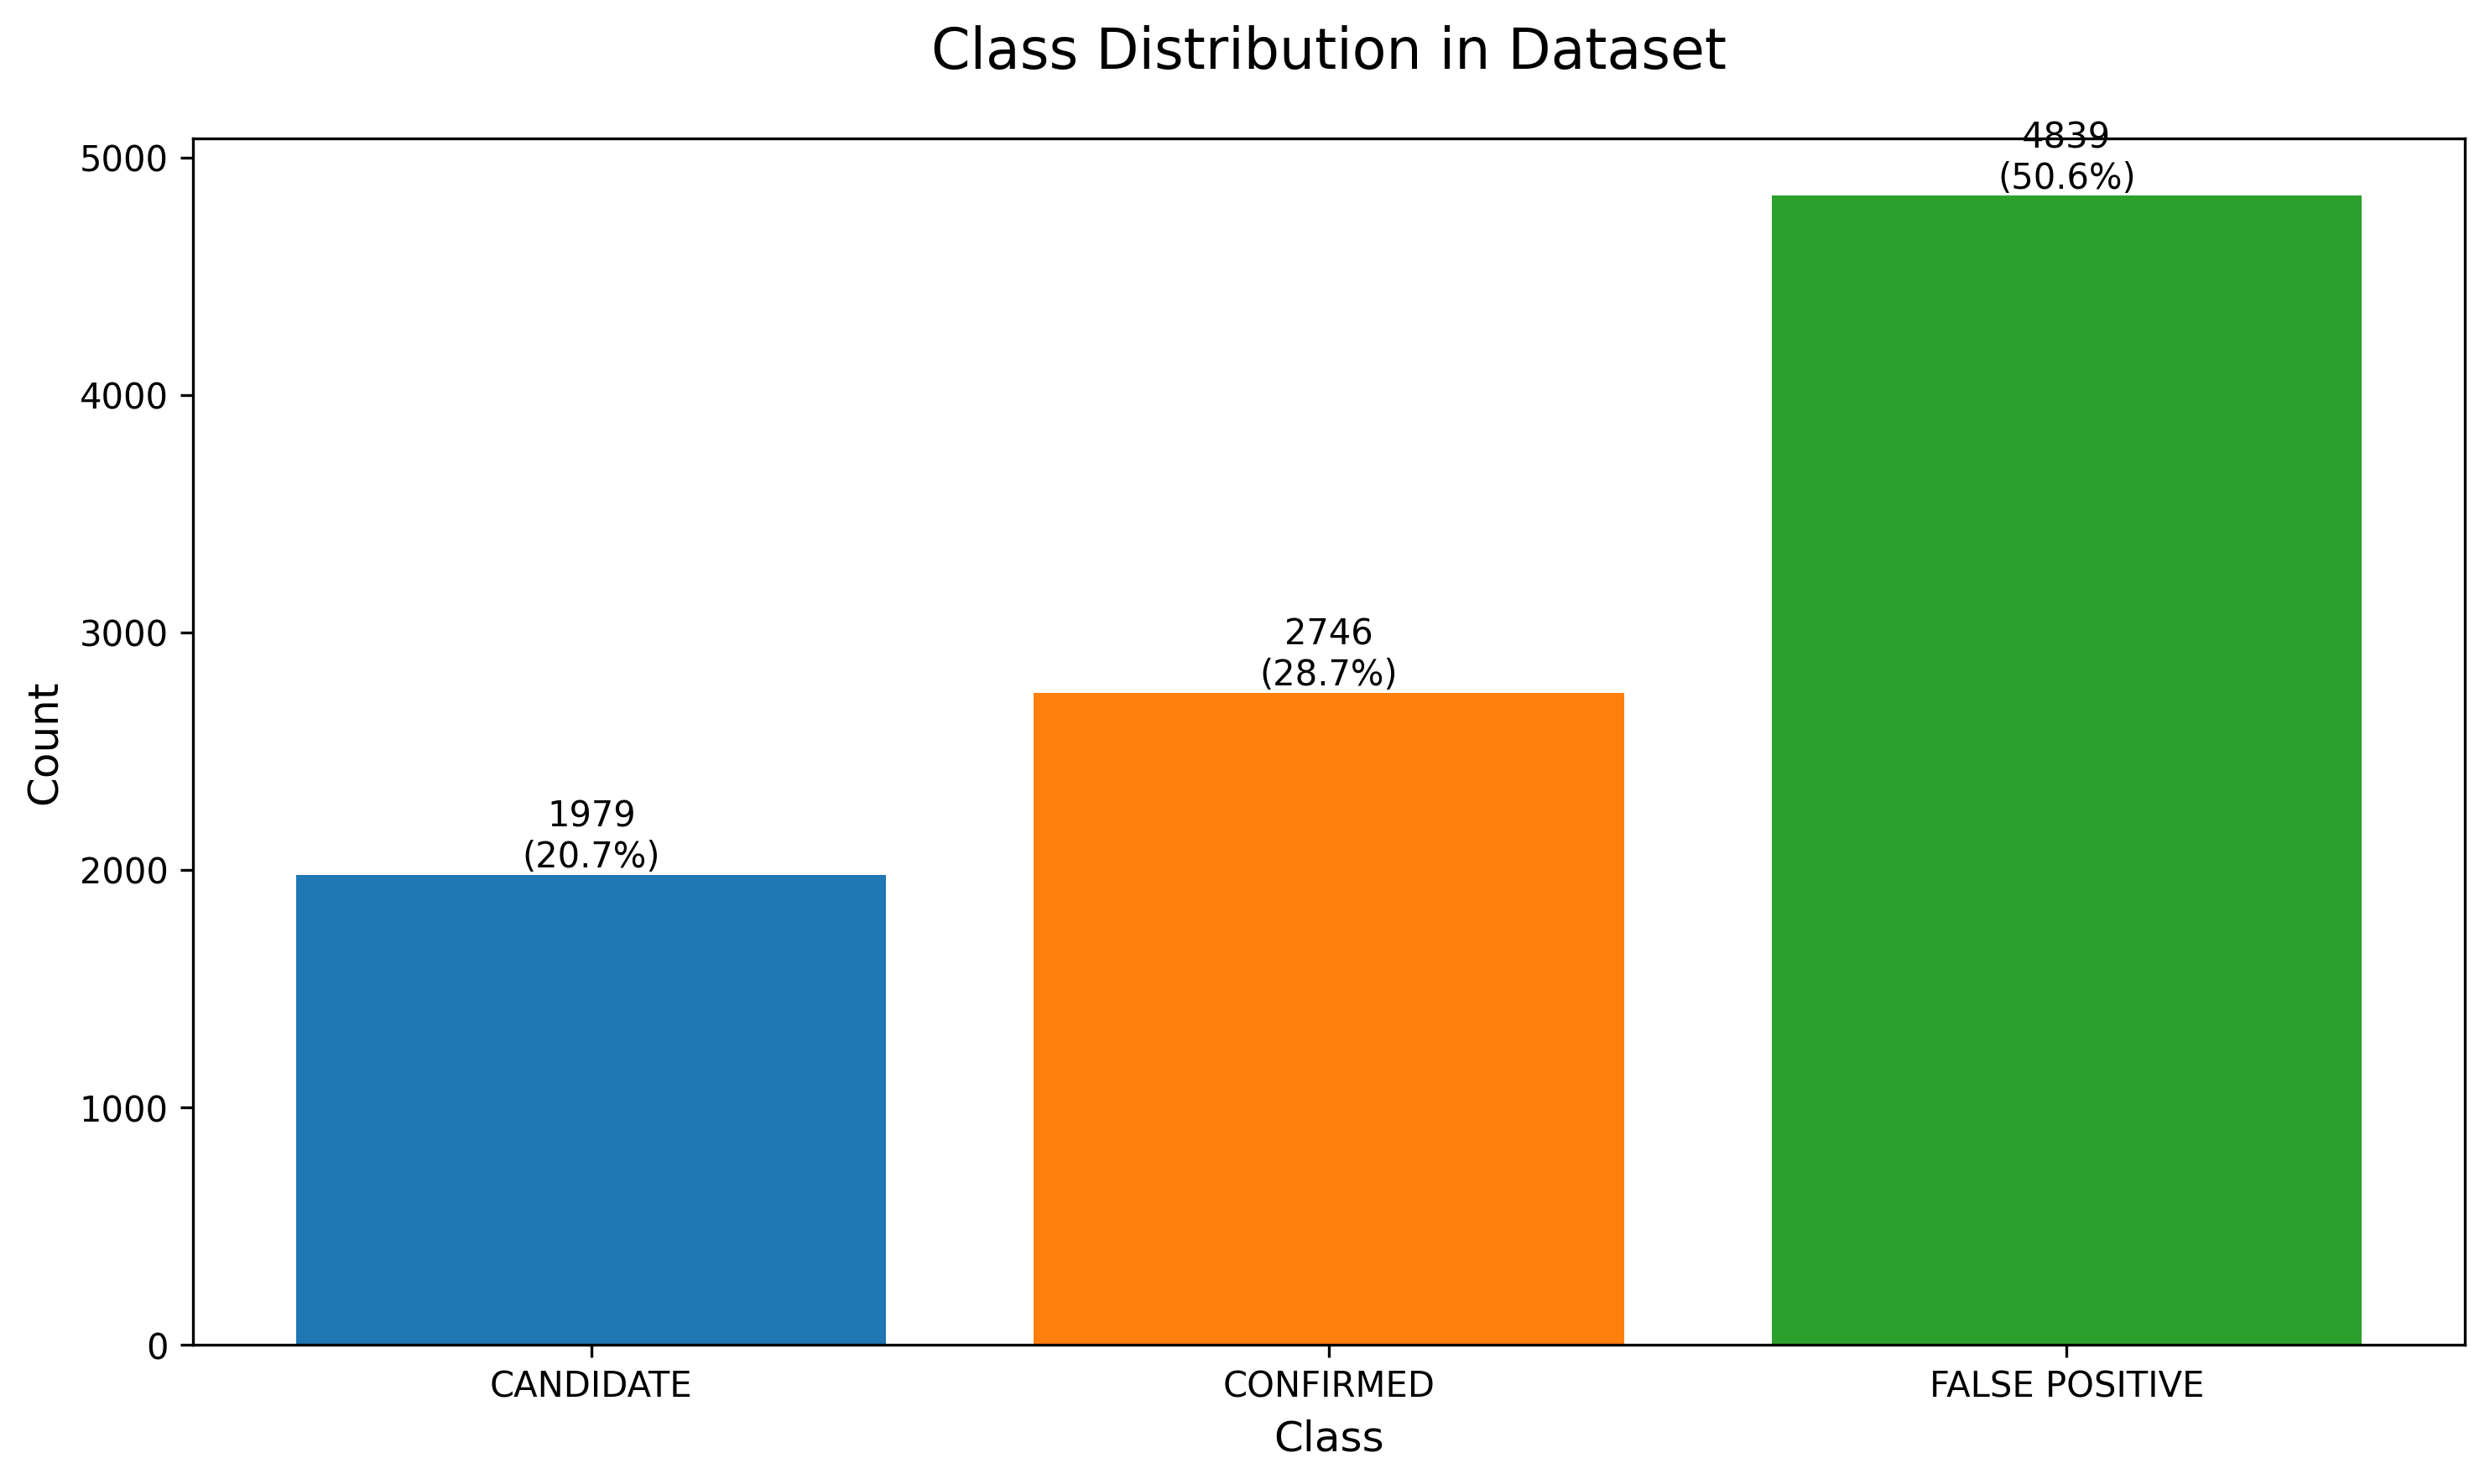 Class Distribution in Dataset
4839
(50.6%)
5000
4000
3000
2000
1000
0
Count
2746
(28.7%)
1979
(20.7%)
CANDIDATE
CONFIRMED
FALSE POSITIVE
Class